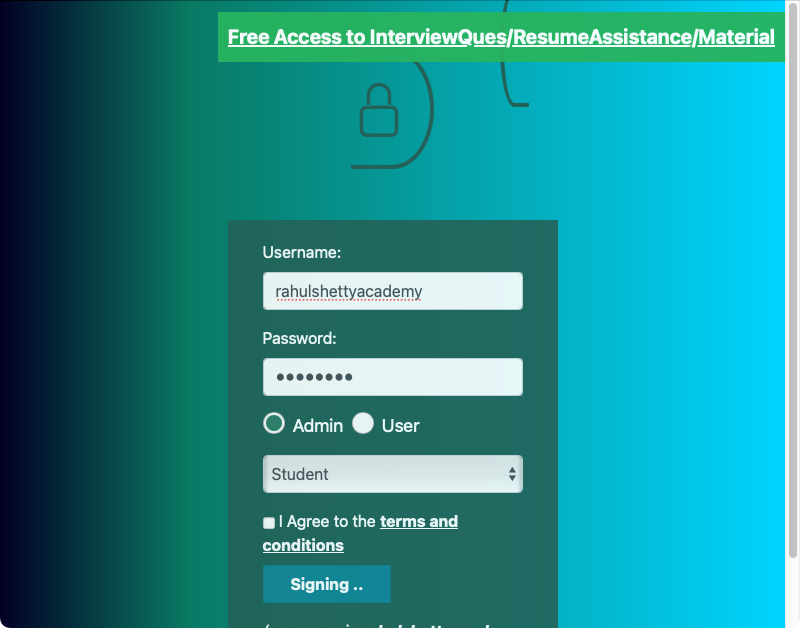 Free Access to InterviewQues/ResumeAssistance/Material
Username:
rahulshettyacademy
Password:
Admin User
Student
I Agree to the terms and
conditions
Signing ..